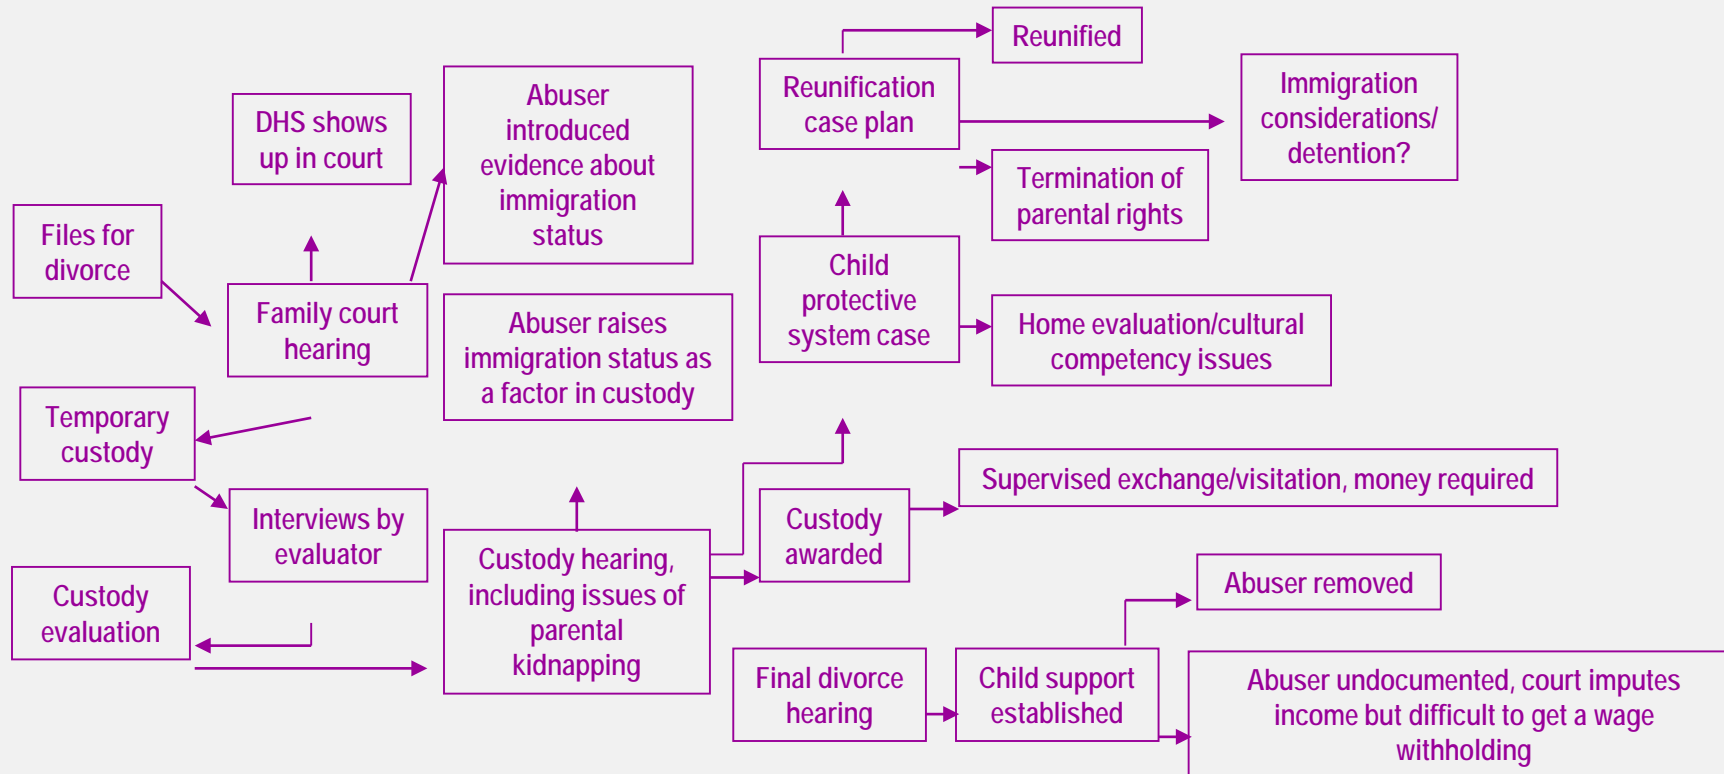 Files for
divorce
DHS shows
up in court
Family court
hearing
Abuser
introduced
evidence about
immigration
status
Abuser raises
immigration status as
a factor in custody
Temporary
custody
Interviews by
evaluator
Custody
evaluation
Custody hearing,
including issues of
parental
kidnapping
Reunified
Reunification
case plan
Immigration
considerations/
detention?
Termination of
parental rights
Child
protective
system case
Home evaluation/cultural
competency issues
Supervised exchange/visitation, money required
Custody
awarded
Abuser removed
Final divorce
hearing
Child support
established
Abuser undocumented, court imputes
income but difficult to get a wage
withholding